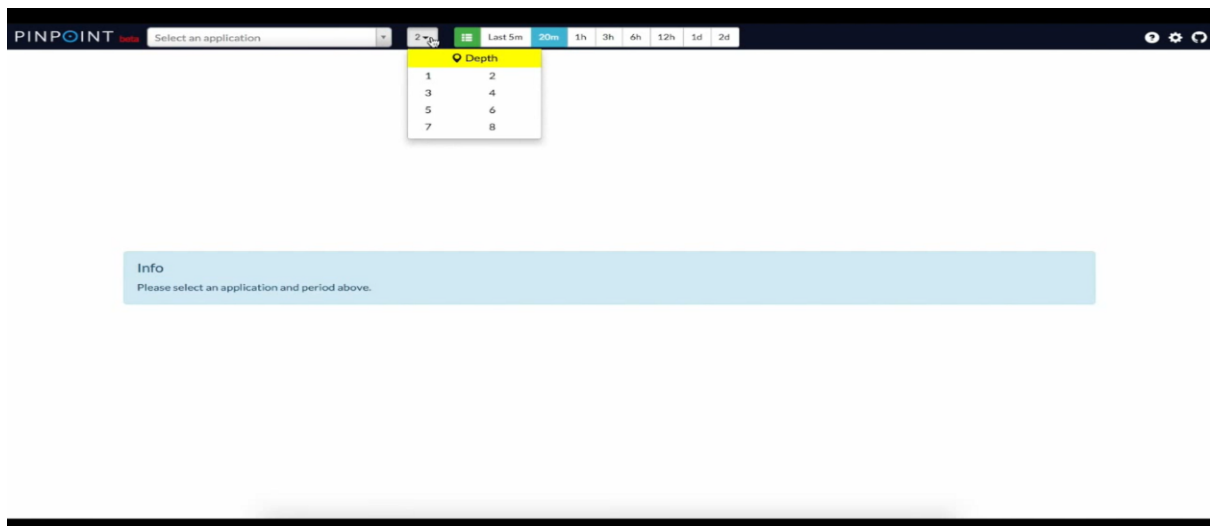 PINPOINT beta Select an application 2 Last 5m 20m 1h 3h 6h 12h 1d 2d
Depth
1 2
3 4
5 6
7 8
Info
Please select an application and period above.